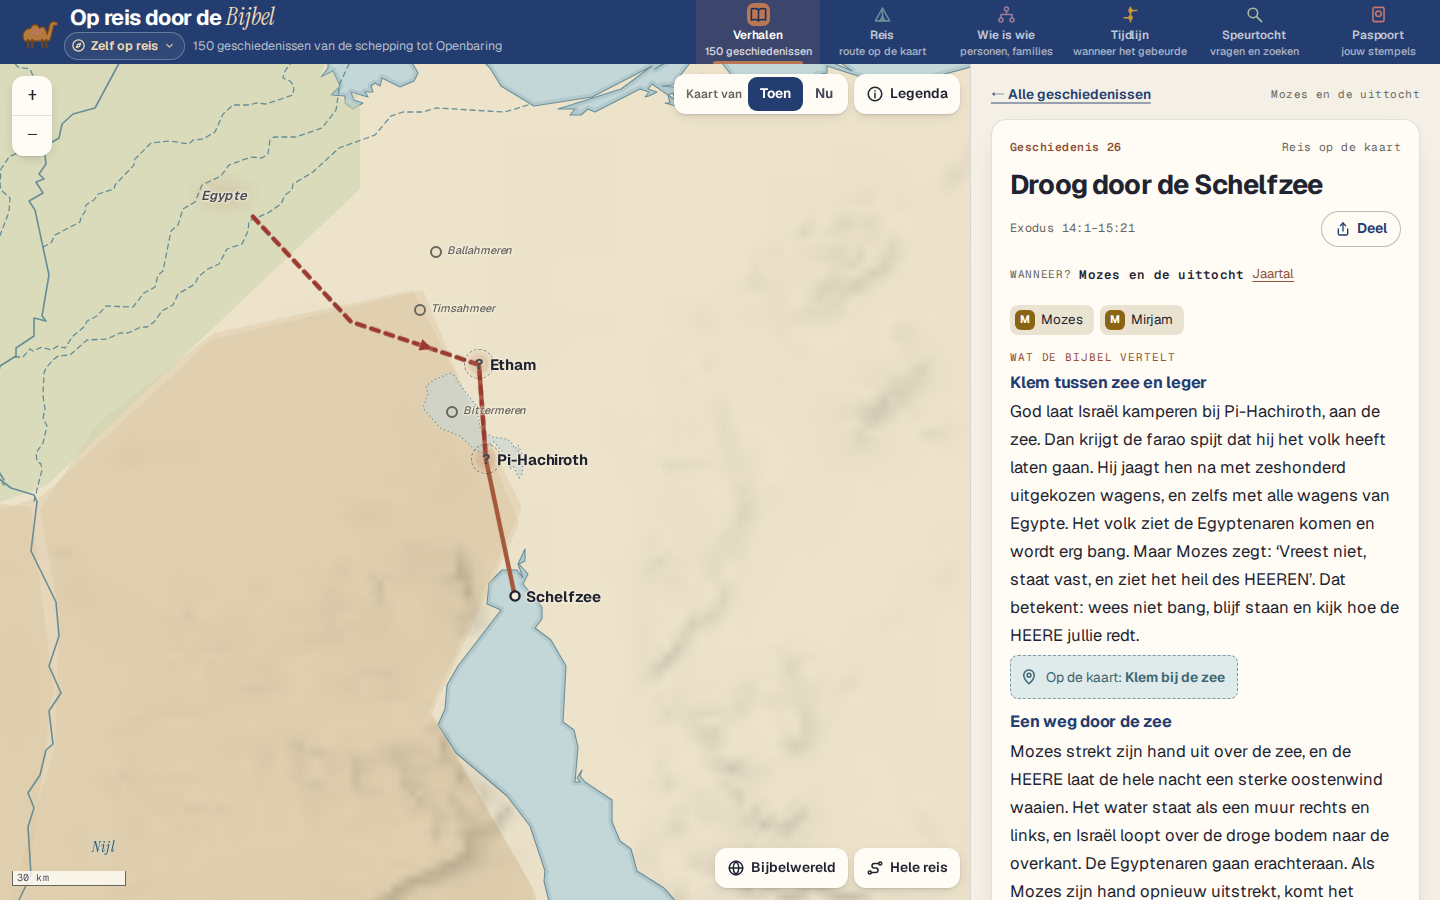 Op reis door de Bijbel
Zelf op reis
150 geschiedenissen van de schepping tot Openbaring
Verhalen
150 geschiedenissen
Reis
route op de kaart
Wie is wie
personen, families
Tijdlijn
wanneer het gebeurde
Speurtocht
vragen en zoeken
Paspoort
jouw stempels
+
−
Kaart van
Toen
Nu
Legenda
Egypte
Ballahmeren
Timsahmeer
?
Etham
Bittermeren
?
Pi-Hachiroth
Schelfzee
Nijl
30 km
Bijbelwereld
Hele reis
← Alle geschiedenissen
Mozes en de uittocht
Geschiedenis 26
Reis op de kaart
Droog door de Schelfzee
Exodus 14:1-15:21
Deel
WANNEER? Mozes en de uittocht Jaartal
M Mozes
M Mirjam
WAT DE BIJBEL VERTELT
Klem tussen zee en leger
God laat Israël kamperen bij Pi-Hachiroth, aan de
zee. Dan krijgt de farao spijt dat hij het volk heeft
laten gaan. Hij jaagt hen na met zeshonderd
uitgekozen wagens, en zelfs met alle wagens van
Egypte. Het volk ziet de Egyptenaren komen en
wordt erg bang. Maar Mozes zegt: ‘Vreest niet,
staat vast, en ziet het heil des HEEREN’. Dat
betekent: wees niet bang, blijf staan en kijk hoe de
HEERE jullie redt.
Op de kaart: Klem bij de zee
Een weg door de zee
Mozes strekt zijn hand uit over de zee, en de
HEERE laat de hele nacht een sterke oostenwind
waaien. Het water staat als een muur rechts en
links, en Israël loopt over de droge bodem naar de
overkant. De Egyptenaren gaan erachteraan. Als
Mozes zijn hand opnieuw uitstrekt, komt het